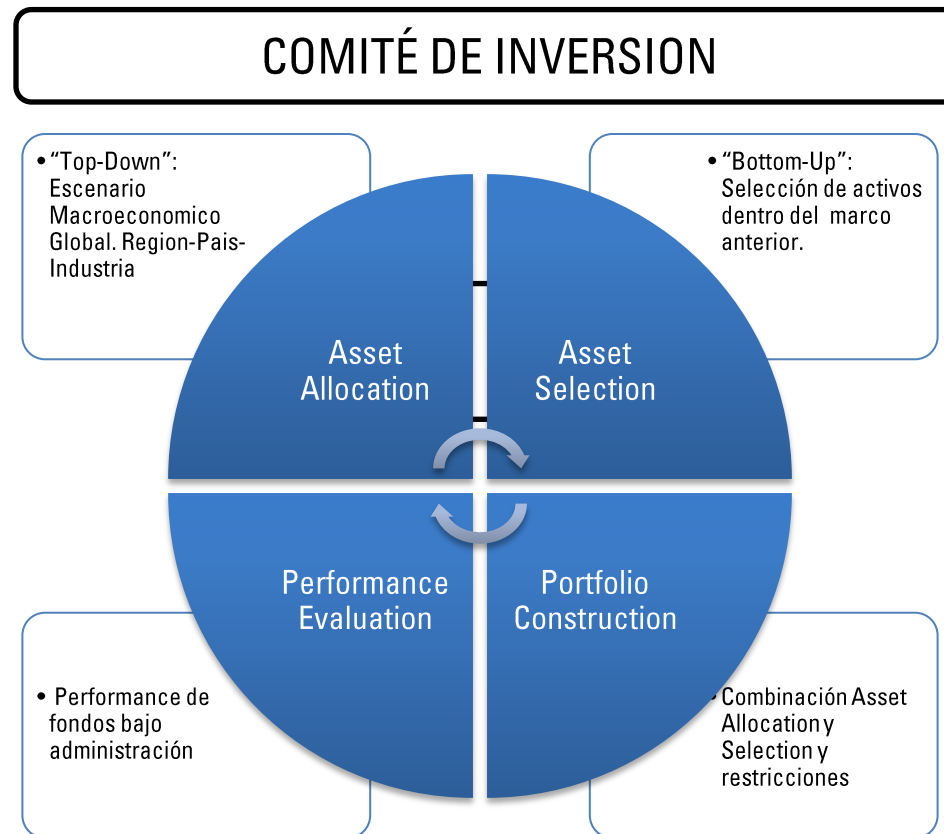 COMITÉ DE INVERSION
• “Top-Down”:
Escenario
Macroeconomico
Global. Region-Pais-
Industria
• “Bottom-Up”:
Selección de activos
dentro del marco
anterior.
Asset
Allocation
Asset
Selection
Performance
Evaluation
Portfolio
Construction
• Performance de
fondos bajo
administración
• Combinación Asset
Allocation y
Selection y
restricciones